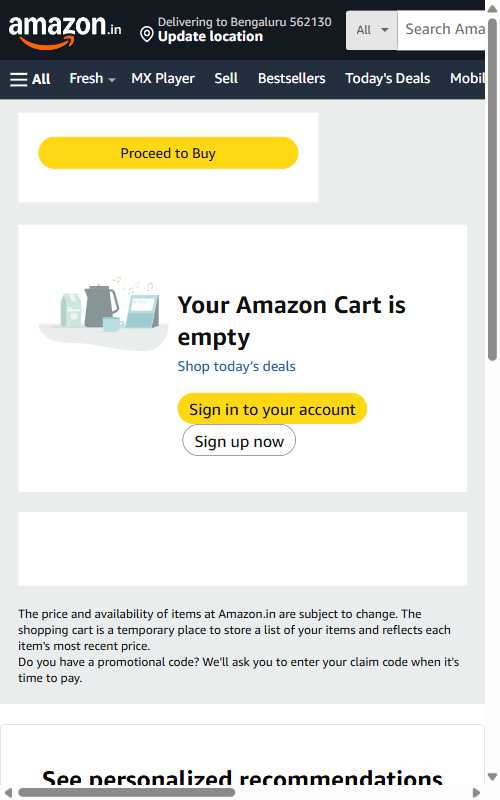 amazon.in
Delivering to Bengaluru 562130
Update location
All
Search Ama
All
Fresh
MX Player
Sell
Bestsellers
Today's Deals
Mobil
Proceed to Buy
Your Amazon Cart is
empty
Shop today's deals
Sign in to your account
Sign up now
The price and availability of items at Amazon.in are subject to change. The
shopping cart is a temporary place to store a list of your items and reflects each
item's most recent price.
Do you have a promotional code? We'll ask you to enter your claim code when it's
time to pay.
See personalized recommendations